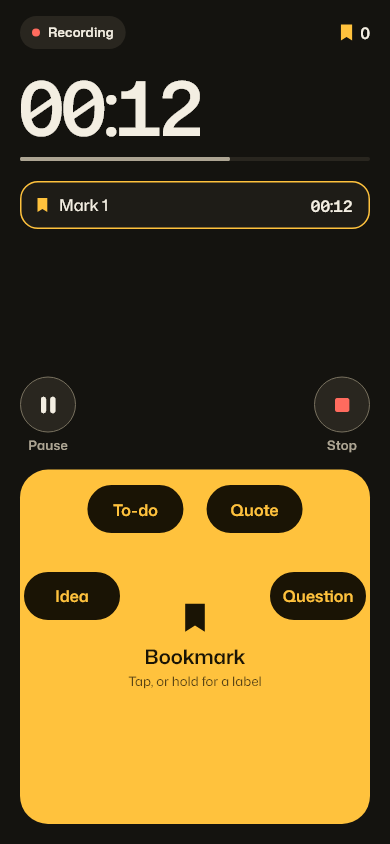 Recording
0
00:12
Mark 1
00:12
Pause
Stop
To-do
Quote
Idea
Question
Bookmark
Tap, or hold for a label